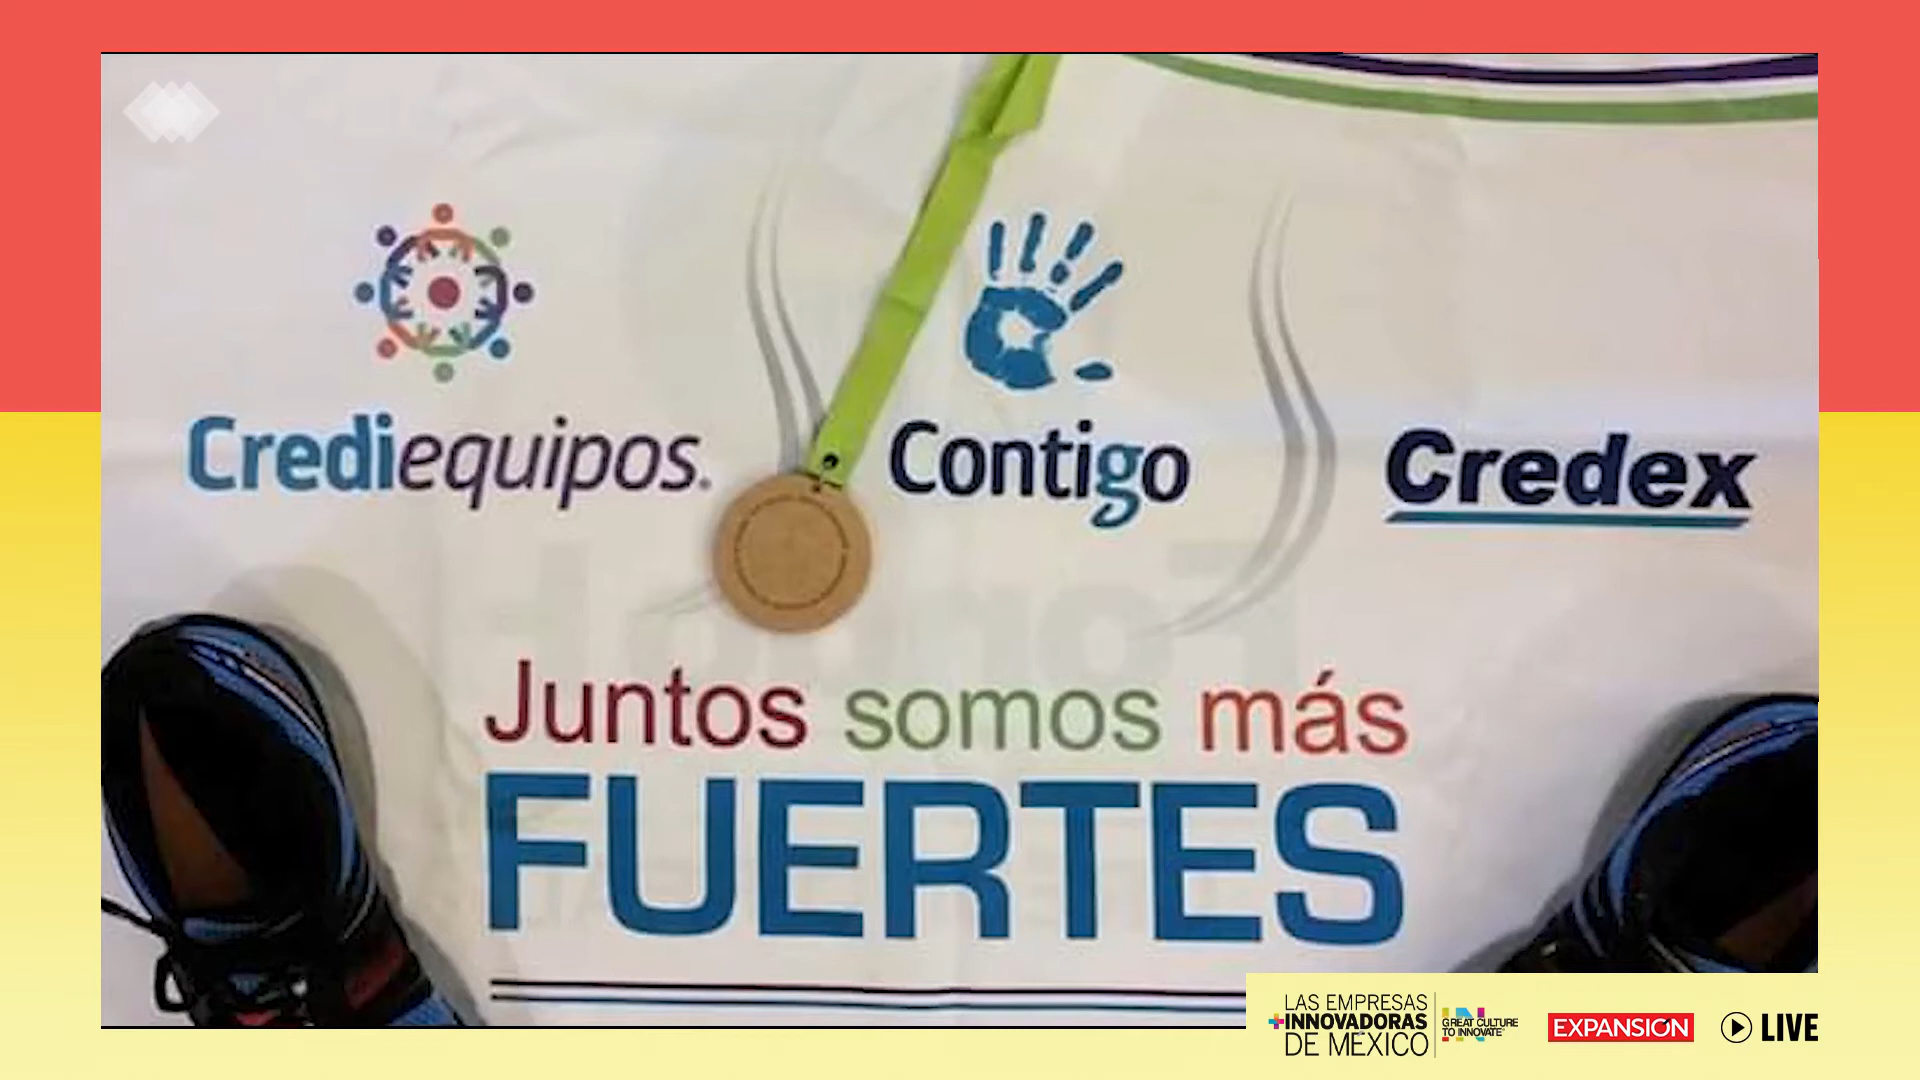 Crediequipos.
Contigo
Credex
Juntos somos más
FUERTES
LAS EMPRESAS
+INNOVADORAS
DE MÉXICO
GREAT CULTURE
TO INNOVATE
EXPANSIÓN
LIVE